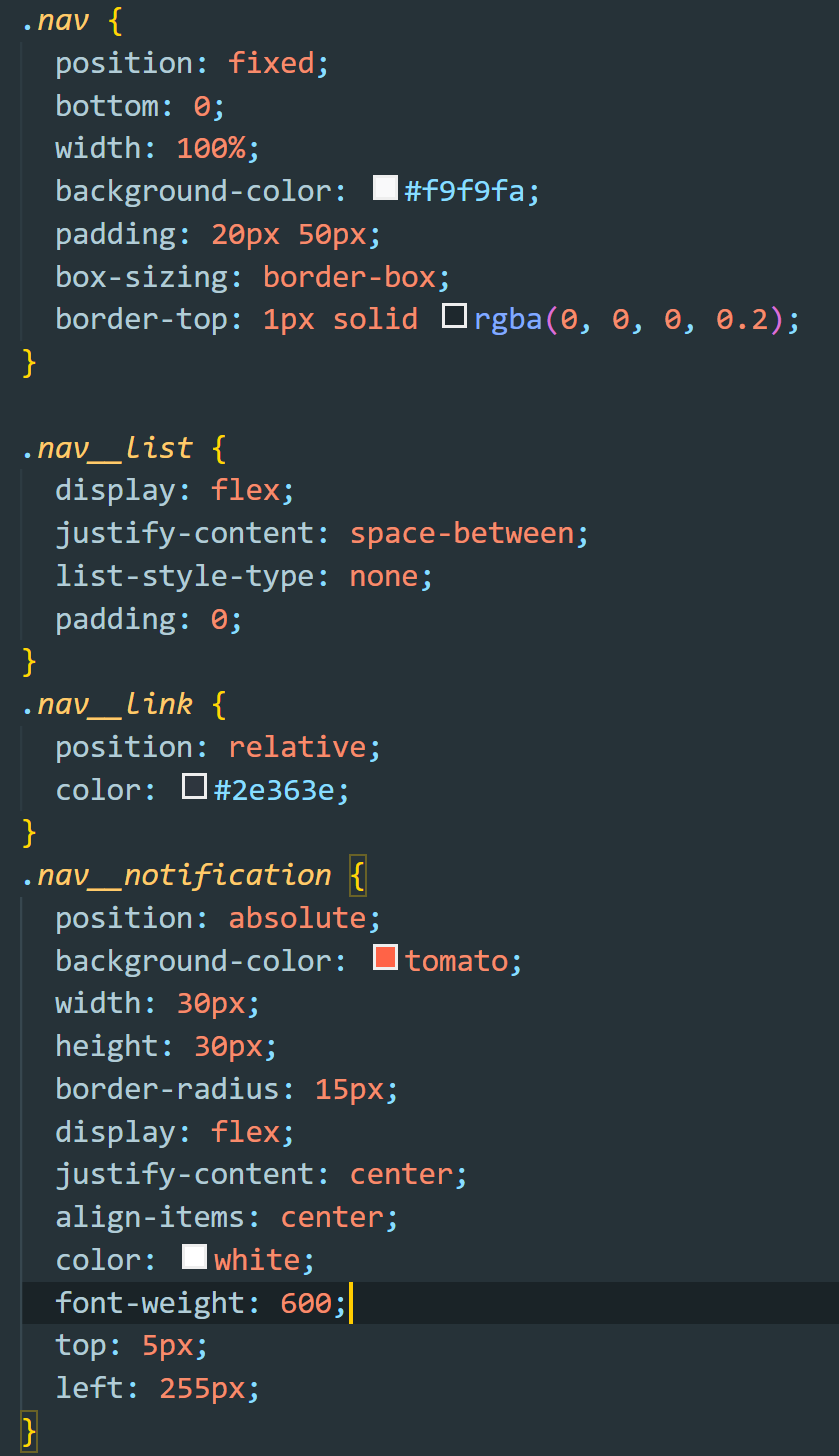 .nav {
  position: fixed;
  bottom: 0;
  width: 100%;
  background-color: #f9f9fa;
  padding: 20px 50px;
  box-sizing: border-box;
  border-top: 1px solid rgba(0, 0, 0, 0.2);
}

.nav__list {
  display: flex;
  justify-content: space-between;
  list-style-type: none;
  padding: 0;
}
.nav__link {
  position: relative;
  color: #2e363e;
}
.nav__notification {
  position: absolute;
  background-color: tomato;
  width: 30px;
  height: 30px;
  border-radius: 15px;
  display: flex;
  justify-content: center;
  align-items: center;
  color: white;
  font-weight: 600;
  top: 5px;
  left: 255px;
}